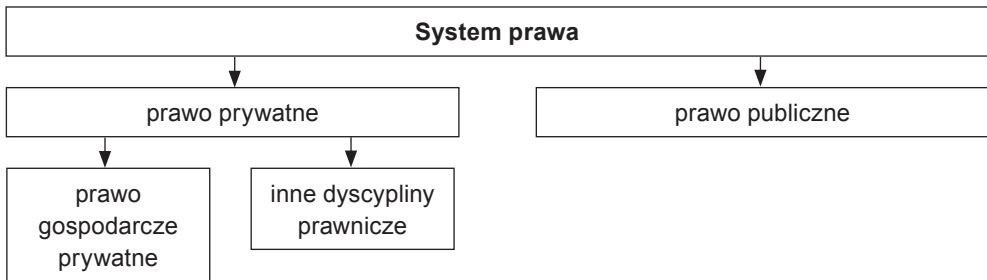 System prawa
prawo prywatne
prawo publiczne
prawo
gospodarcze
prywatne
inne dyscypliny
prawnicze